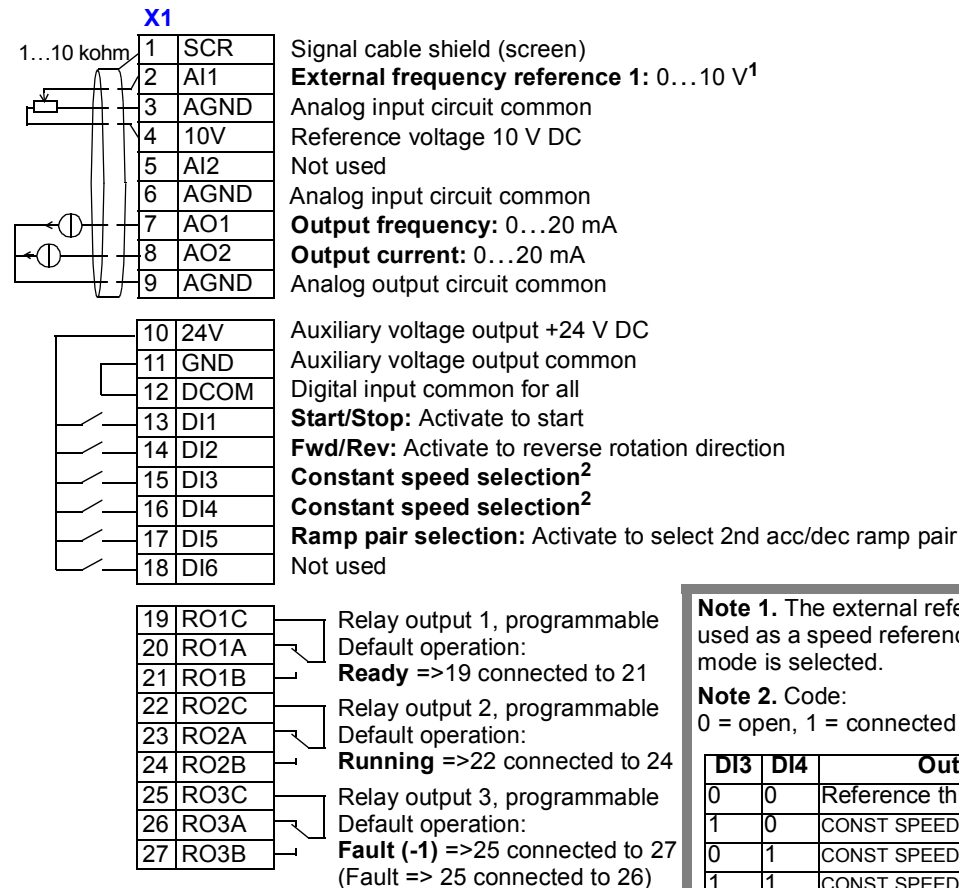 X1
1…10 kohm
1 SCR Signal cable shield (screen)
2 AI1 External frequency reference 1: 0…10 V1
3 AGND Analog input circuit common
4 10V Reference voltage 10 V DC
5 AI2 Not used
6 AGND Analog input circuit common
7 AO1 Output frequency: 0…20 mA
8 AO2 Output current: 0…20 mA
9 AGND Analog output circuit common
10 24V Auxiliary voltage output +24 V DC
11 GND Auxiliary voltage output common
12 DCOM Digital input common for all
13 DI1 Start/Stop: Activate to start
14 DI2 Fwd/Rev: Activate to reverse rotation direction
15 DI3 Constant speed selection2
16 DI4 Constant speed selection2
17 DI5 Ramp pair selection: Activate to select 2nd acc/dec ramp pair
18 DI6 Not used
19 RO1C Relay output 1, programmable
20 RO1A Default operation:
21 RO1B Ready =>19 connected to 21
22 RO2C Relay output 2, programmable
23 RO2A Default operation:
24 RO2B Running =>22 connected to 24
25 RO3C Relay output 3, programmable
26 RO3A Default operation:
27 RO3B Fault (-1) =>25 connected to 27
(Fault => 25 connected to 26)
Note 1. The external
used as a speed
mode is selected.
Note 2. Code:
0 = open, 1 = connected
DI3 DI4
0 0 Reference
1 0 CONST SPEED
0 1 CONST SPEED
1 1 CONST SPEED